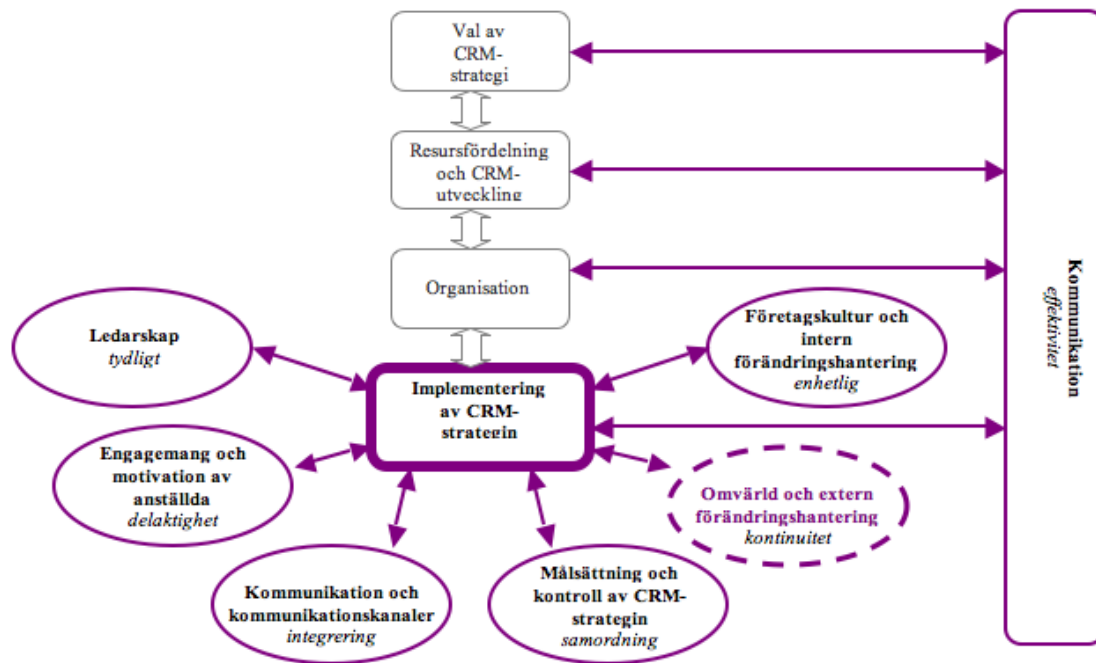 Val av
CRM-
strategi
Resursfördelning
och CRM-
utveckling
Organisation
Implementering
av CRM-
strategin
Ledarskap
tydligt
Engagemang och
motivation av
anställda
delaktighet
Kommunikation och
kommunikationskanaler
integrering
Målsättning och
kontroll av CRM-
strategin
samordning
Omvärld och extern
förändringshantering
kontinuitet
Företagskultur och
intern
förändringshantering
enhetlig
Kommunikation
effektivitet